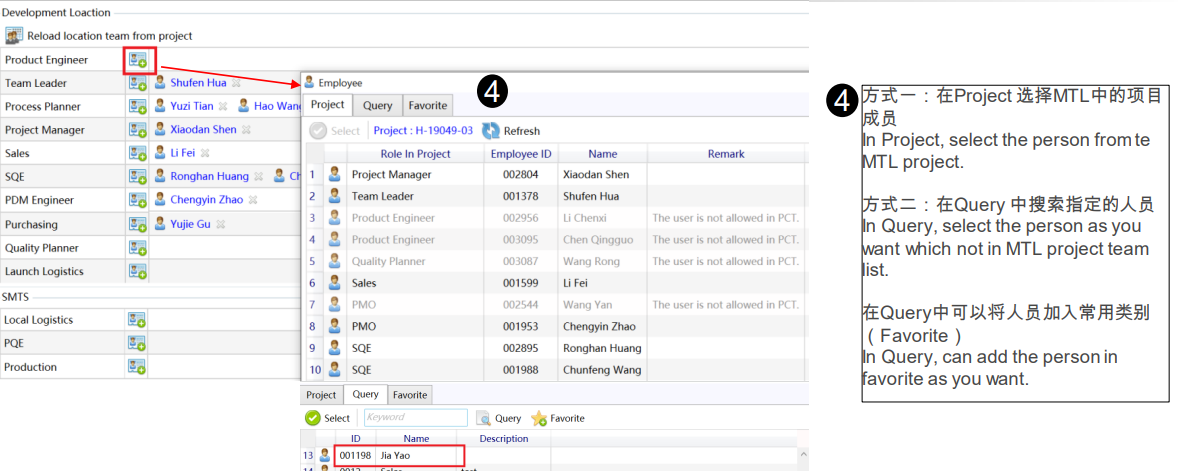 Development Loaction
Reload location team from project
Product Engineer
Team Leader Shufen Hua
Process Planner Yuzi Tian Hao Wang
Project Manager Xiaodan Shen
Sales Li Fei
SQE Ronghan Huang Ch
PDM Engineer Chengyin Zhao
Purchasing Yujie Gu
Quality Planner
Launch Logistics
SMTS
Local Logistics
PQE
Production
Employee
4
Project Query Favorite
Select Project : H-19049-03 Refresh
Role In Project Employee ID Name Remark
1 Project Manager 002804 Xiaodan Shen
2 Team Leader 001378 Shufen Hua
3 Product Engineer 002956 Li Chenxi The user is not allowed in PCT.
4 Product Engineer 003095 Chen Qingguo The user is not allowed in PCT.
5 Quality Planner 003087 Wang Rong The user is not allowed in PCT.
6 Sales 001599 Li Fei
7 PMO 002544 Wang Yan The user is not allowed in PCT.
8 PMO 001953 Chengyin Zhao
9 SQE 002895 Ronghan Huang
10 SQE 001988 Chunfeng Wang
Project Query Favorite
Select Keyword Query Favorite
ID Name Description
13 001198 Jia Yao
4
方式一：在Project 选择MTL中的项目
成员
In Project, select the person from te
MTL project.
方式二：在Query 中搜索指定的人员
In Query, select the person as you
want which not in MTL project team
list.
在Query中可以将人员加入常用类别
（Favorite）
In Query, can add the person in
favorite as you want.